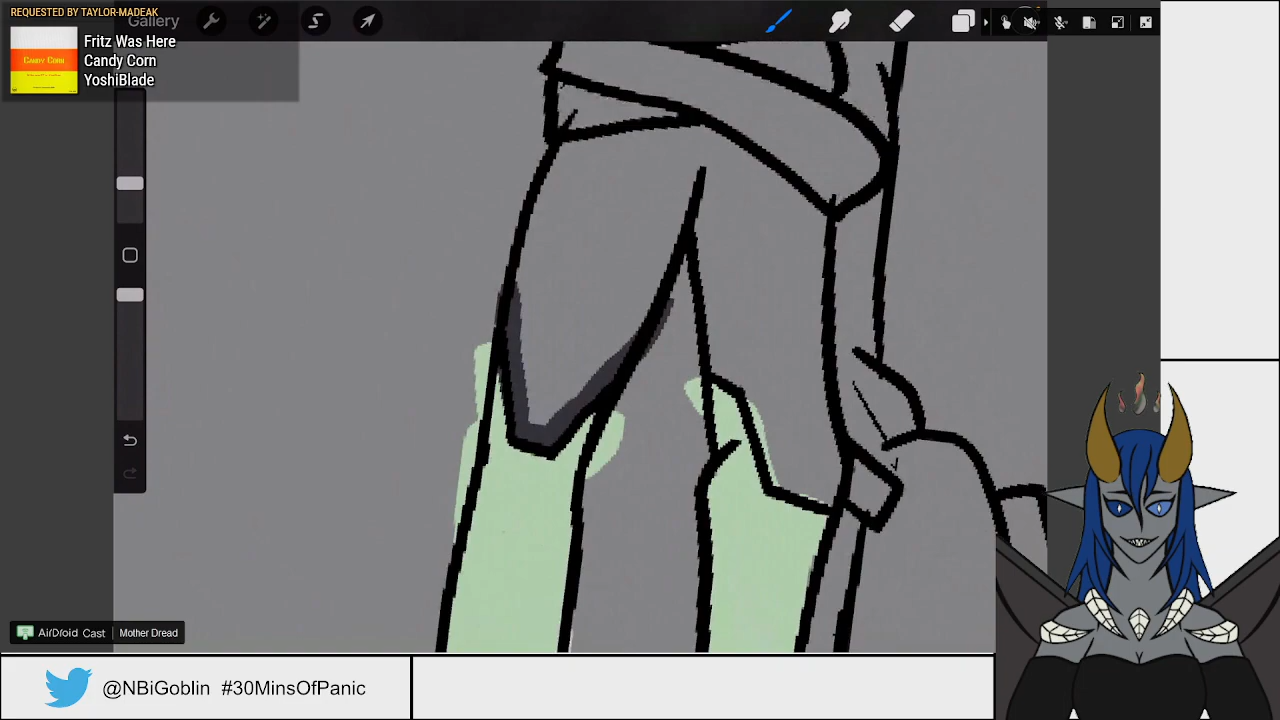 REQUESTED BY TAYLOR-MADEAK
Gallery
Fritz Was Here
Candy Corn
YoshiBlade
Candy Corn
AirDroid Cast
Mother Dread
@NBiGoblin #30MinsOfPanic